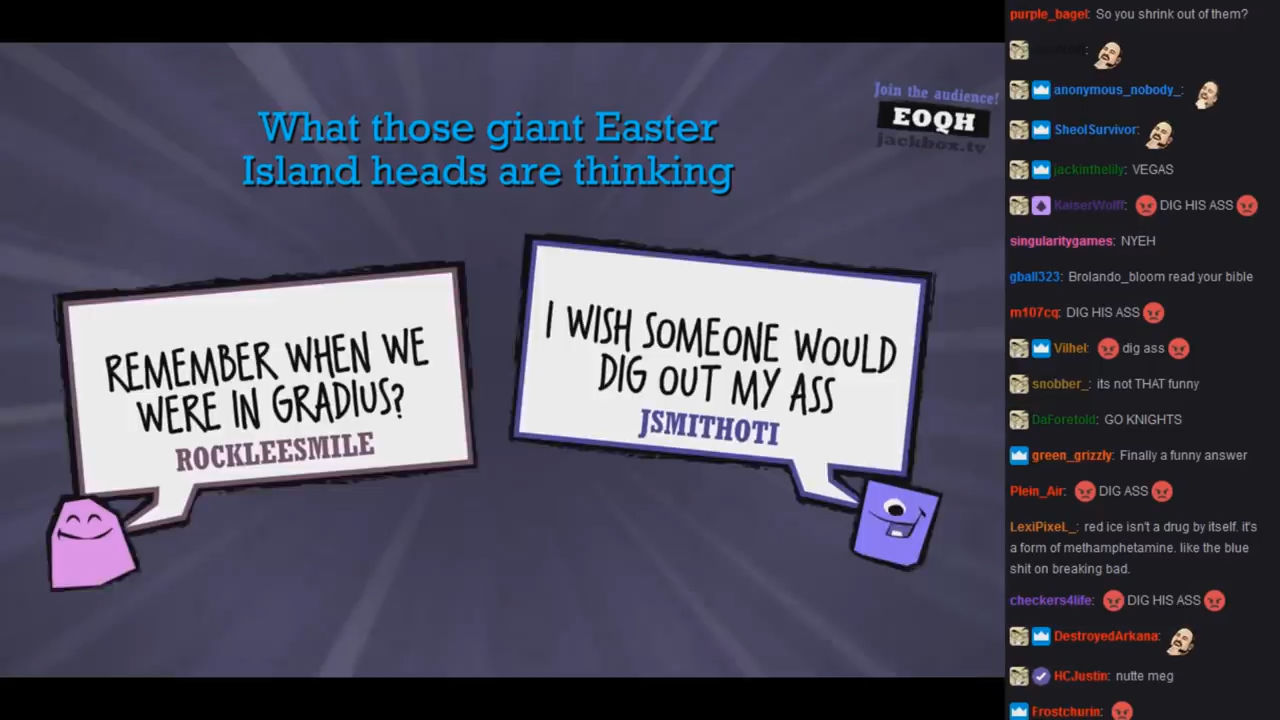 What those giant Easter
Island heads are thinking
Join the audience!
EOQH
jackbox.tv
REMEMBER WHEN WE
WERE IN GRADIUS?
ROCKLEESMILE
I WISH SOMEONE WOULD
DIG OUT MY ASS
JSMITHOTI
purple_bagel: So you shrink out of them?
:
anonymous_nobody_:
SheolSurvivor:
jackinthelily: VEGAS
KaiserWolff: DIG HIS ASS
singularitygames: NYEH
gball323: Brolando_bloom read your bible
m107cq: DIG HIS ASS
Vilhel: dig ass
snobber_: its not THAT funny
DaForetold: GO KNIGHTS
green_grizzly: Finally a funny answer
Plein_Air: DIG ASS
LexiPixeL_: red ice isn't a drug by itself. it's
a form of methamphetamine. like the blue
shit on breaking bad.
checkers4life: DIG HIS ASS
DestroyedArkana:
HCJustin: nutte meg
Frostchurin: